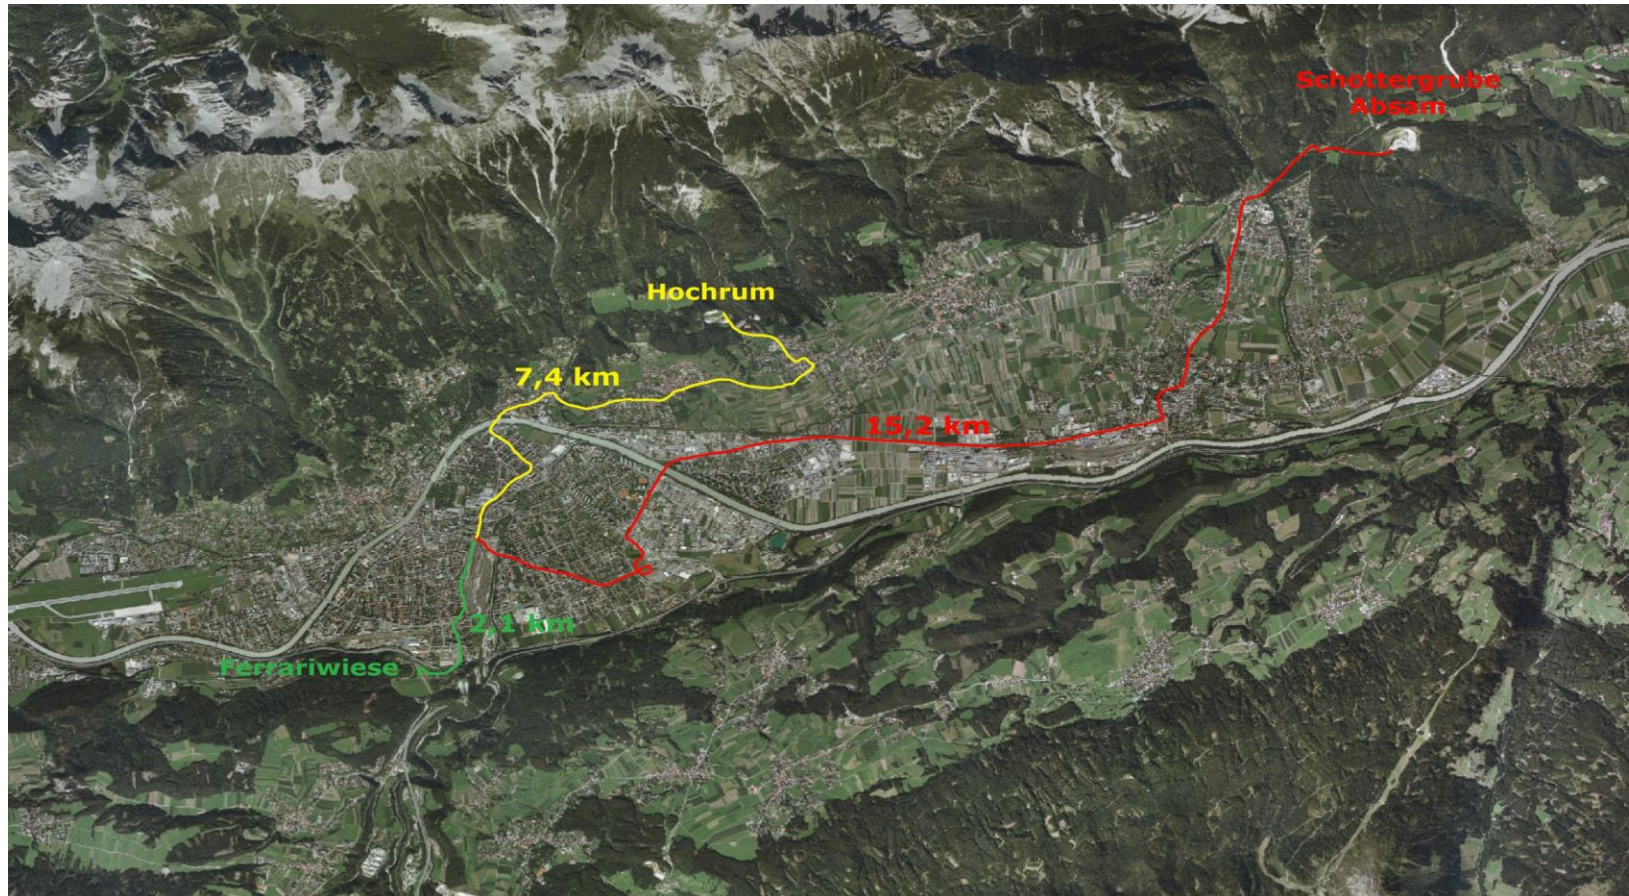 Schottergrube
Absam
Hochrum
7,4 km
15,2 km
2,1 km
Ferrariwiese